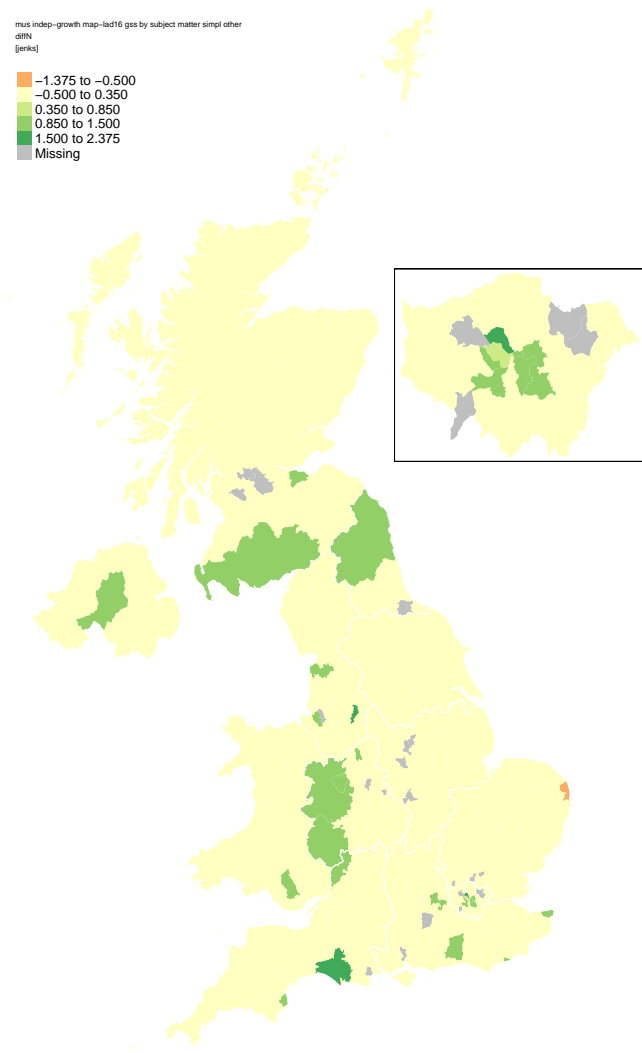 mus indep−growth map−lad16 gss by subject matter simpl other
diffN
[jenks]
−1.375 to −0.500
−0.500 to 0.350
0.350 to 0.850
0.850 to 1.500
1.500 to 2.375
Missing